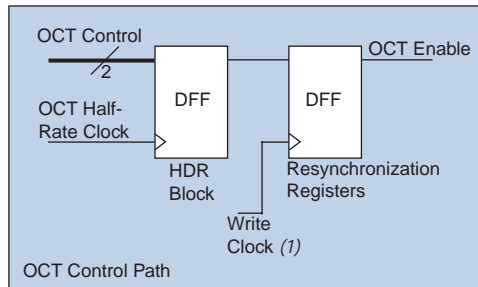 OCT Control
2
OCT Half-
Rate Clock
DFF
HDR
Block
DFF
OCT Enable
Resynchronization
Registers
Write
Clock (1)
OCT Control Path